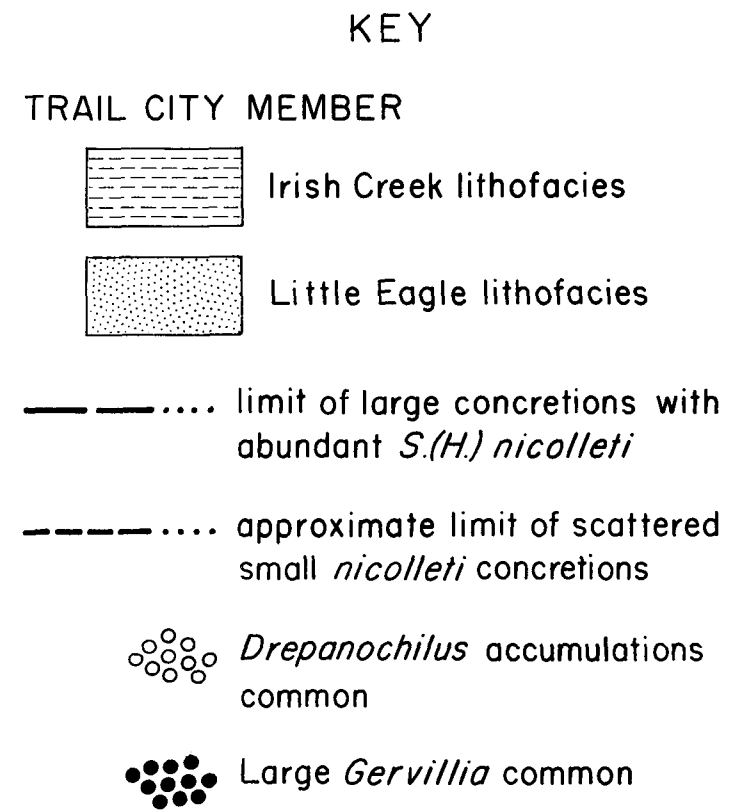 KEY
TRAIL CITY MEMBER
Irish Creek lithofacies
Little Eagle lithofacies
limit of large concretions with
abundant S.(H.) nicolleti
approximate limit of scattered
small nicolleti concretions
Drepanochilus accumulations
common
Large Gervillia common